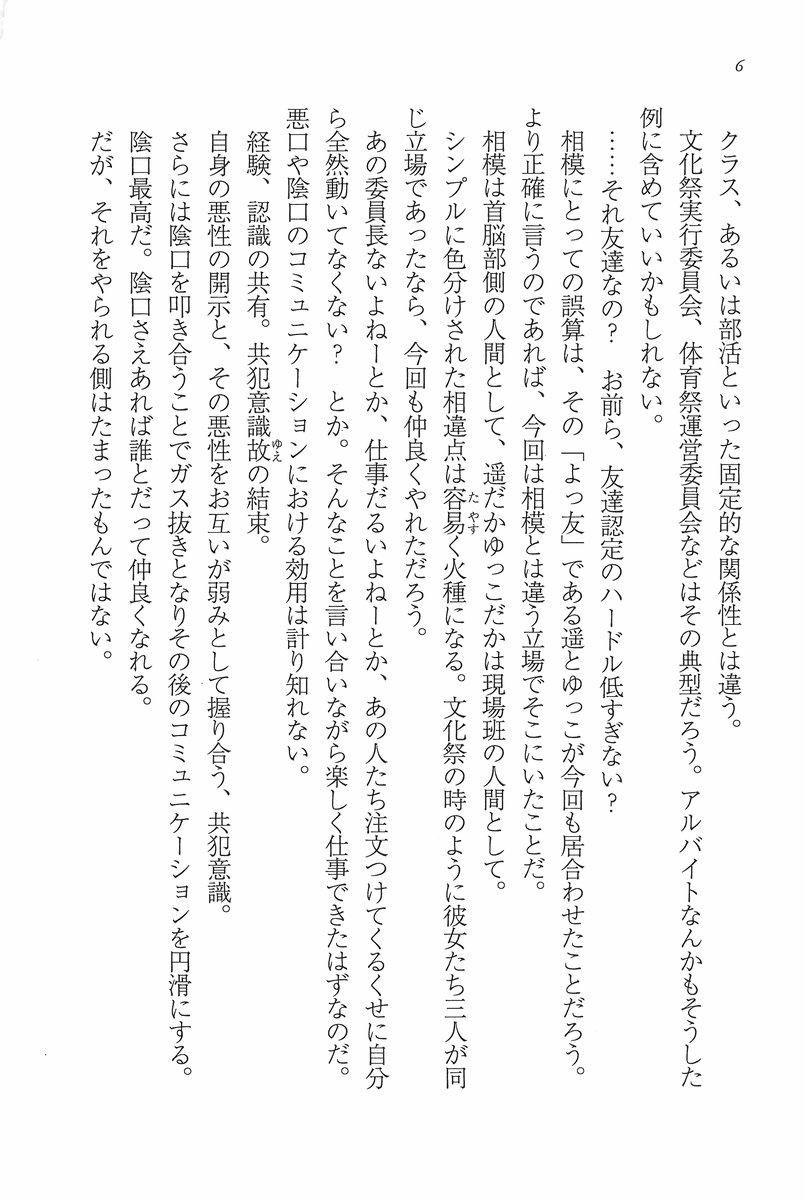 6
クラス、あるいは部活といった固定的な関係性とは違う。
文化祭実行委員会、体育祭運営委員会などはその典型だろう。アルバイトなんかもそうした
例に含めていいかもしれない。
……それ友達なの？　お前ら、友達認定のハードル低すぎない？
相模にとっての誤算は、その「よっ友」である遥とゆっこが今回も居合わせたことだろう。
より正確に言うのであれば、今回は相模とは違う立場でそこにいたことだ。
相模は首脳部側の人間として、遥だかゆっこだかは現場班の人間として。
シンプルに色分けされた相違点は容易く火種になる。文化祭の時のように彼女たち三人が同
じ立場であったなら、今回も仲良くやれただろう。
あの委員長ないよねーとか、仕事だるいよねーとか、あの人たち注文つけてくるくせに自分
ら全然動いてなくない？　とか。そんなことを言い合いながら楽しく仕事できたはずなのだ。
悪口や陰口のコミュニケーションにおける効用は計り知れない。
経験、認識の共有。共犯意識故の結束。
自身の悪性の開示と、その悪性をお互いが弱みとして握り合う、共犯意識。
さらには陰口を叩き合うことでガス抜きとなりその後のコミュニケーションを円滑にする。
陰口最高だ。陰口さえあれば誰とだって仲良くなれる。
だが、それをやられる側はたまったもんではない。